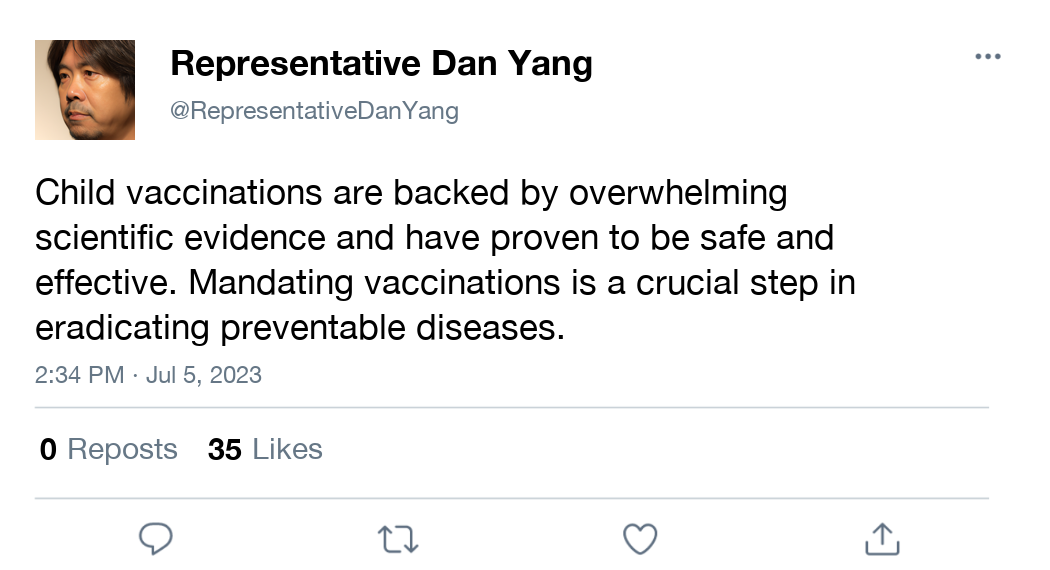 Representative Dan Yang
@RepresentativeDanYang
Child vaccinations are backed by overwhelming
scientific evidence and have proven to be safe and
effective. Mandating vaccinations is a crucial step in
eradicating preventable diseases.
2:34 PM · Jul 5, 2023
0 Reposts 35 Likes